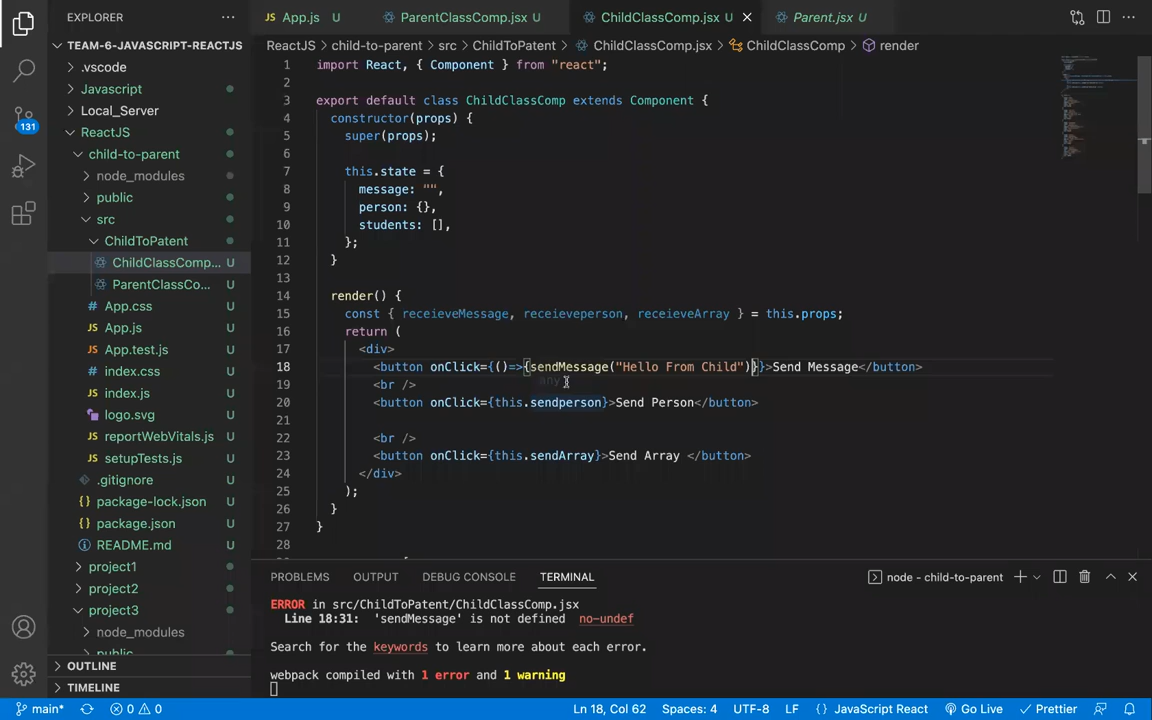 EXPLORER
App.js U
ParentClassComp.jsx U
ChildClassComp.jsx U
Parent.jsx U
TEAM-6-JAVASCRIPT-REACTJS
ReactJS > child-to-parent > src > ChildToPatent > ChildClassComp.jsx > ChildClassComp > render
.vscode
Javascript
Local_Server
131
ReactJS
child-to-parent
node_modules
public
src
ChildToPatent
ChildClassComp... U
ParentClassCo... U
App.css U
App.js U
App.test.js U
index.css U
index.js U
logo.svg U
reportWebVitals.js U
setupTests.js U
.gitignore U
package-lock.json U
package.json U
README.md U
project1
project2
project3
node_modules
public
OUTLINE
TIMELINE
1 import React, { Component } from "react";
2
3 export default class ChildClassComp extends Component {
4 constructor(props) {
5 super(props);
6
7 this.state = {
8 message: "",
9 person: {},
10 students: [],
11 };
12 }
13
14 render() {
15 const { receieveMessage, receieveperson, receieveArray } = this.props;
16 return (
17 <div>
18 <button onClick={()=>{sendMessage("Hello From Child")}}>Send Message</button>
any
19 <br />
20 <button onClick={this.sendperson}>Send Person</button>
21
22 <br />
23 <button onClick={this.sendArray}>Send Array </button>
24 </div>
25 );
26 }
27 }
28
PROBLEMS OUTPUT DEBUG CONSOLE TERMINAL
node - child-to-parent
ERROR in src/ChildToPatent/ChildClassComp.jsx
Line 18:31: 'sendMessage' is not defined no-undef
Search for the keywords to learn more about each error.
webpack compiled with 1 error and 1 warning
main* 0 0 Ln 18, Col 62 Spaces: 4 UTF-8 LF {} JavaScript React Go Live Prettier